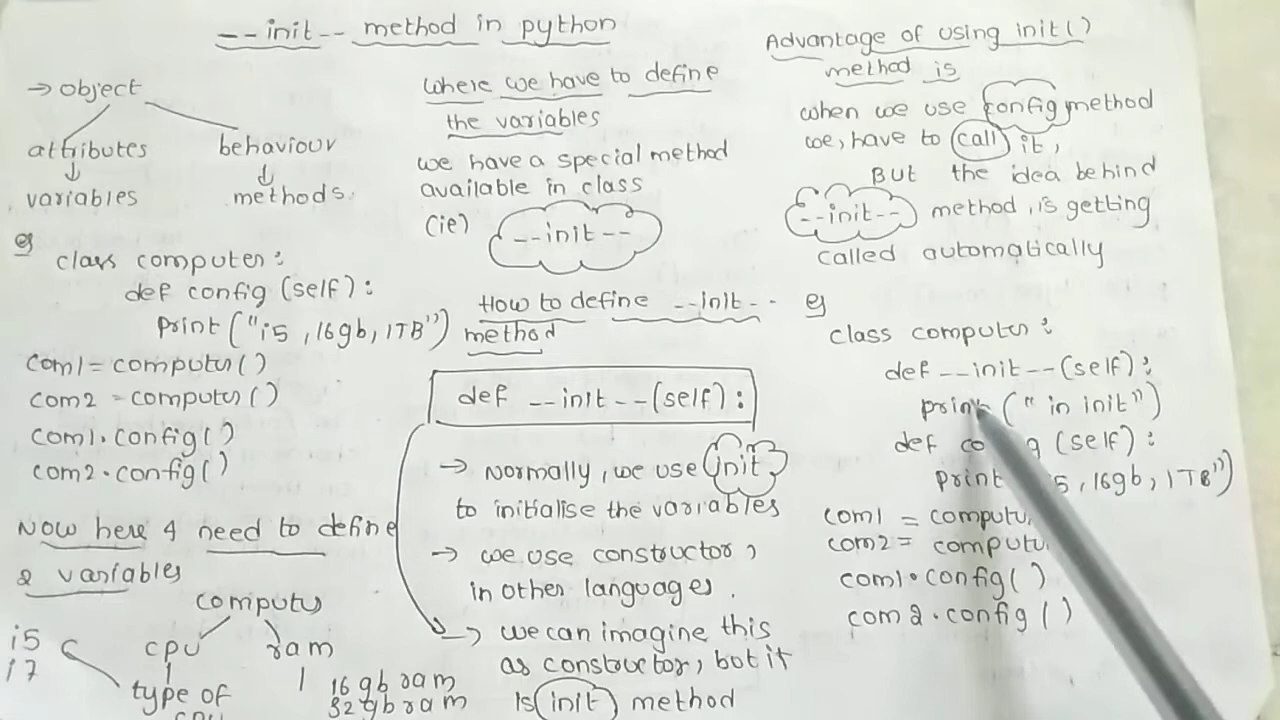 --init-- method in python
→ object
attributes behaviour
↓ ↓
variables methods.
eg
class computer:
def config (self):
print ("i5, 16gb, 1TB")
com1 = computer()
com2 = computer()
com1.config()
com2.config()
Now here I need to define
2 variables
computer
cpu ram
i5
i7
type of
cpu
16 gb ram
32 gb ram
where we have to define
the variables
we have a special method
available in class
(ie) --init--
How to define --init--
method
def --init--(self):
→ Normally, we use init
to initialise the variables
→ we use constructor,
in other languages.
→ we can imagine this
as constructor, but it
is init method
Advantage of using init()
method is
when we use config method
we, have to call it,
But the idea behind
--init-- method, is getting
called automatically
eg
class computer:
def --init--(self):
print ("in init")
def (self):
print 16gb, 1TB")
com1 =
com2 =
com1.config()
com2.config()